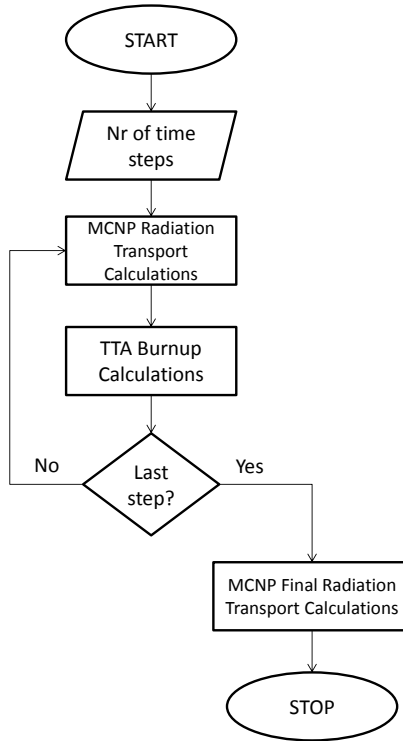 START
Nr of time
steps
MCNP Radiation
Transport
Calculations
TTA Burnup
Calculations
No
Last
step?
Yes
MCNP Final Radiation
Transport Calculations
STOP